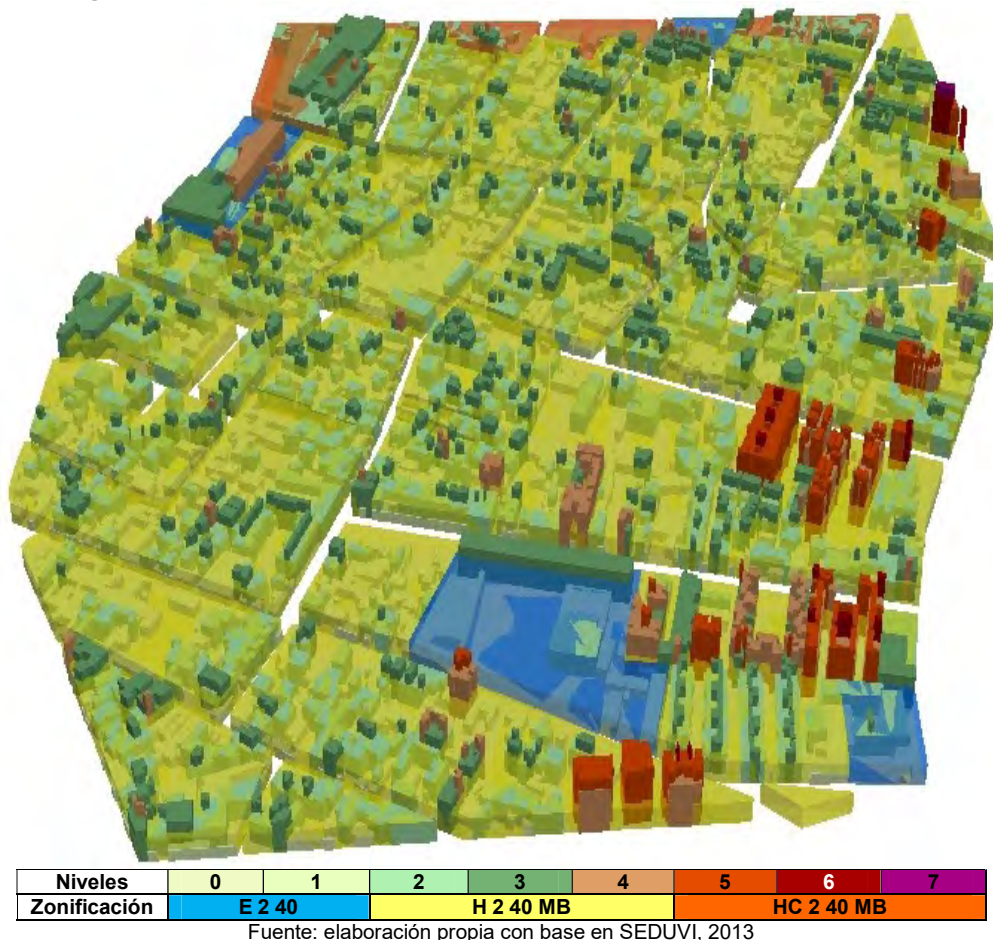 Niveles 0 1 2 3 4 5 6 7
Zonificación E 2 40 H 2 40 MB HC 2 40 MB
Fuente: elaboración propia con base en SEDUVI, 2013